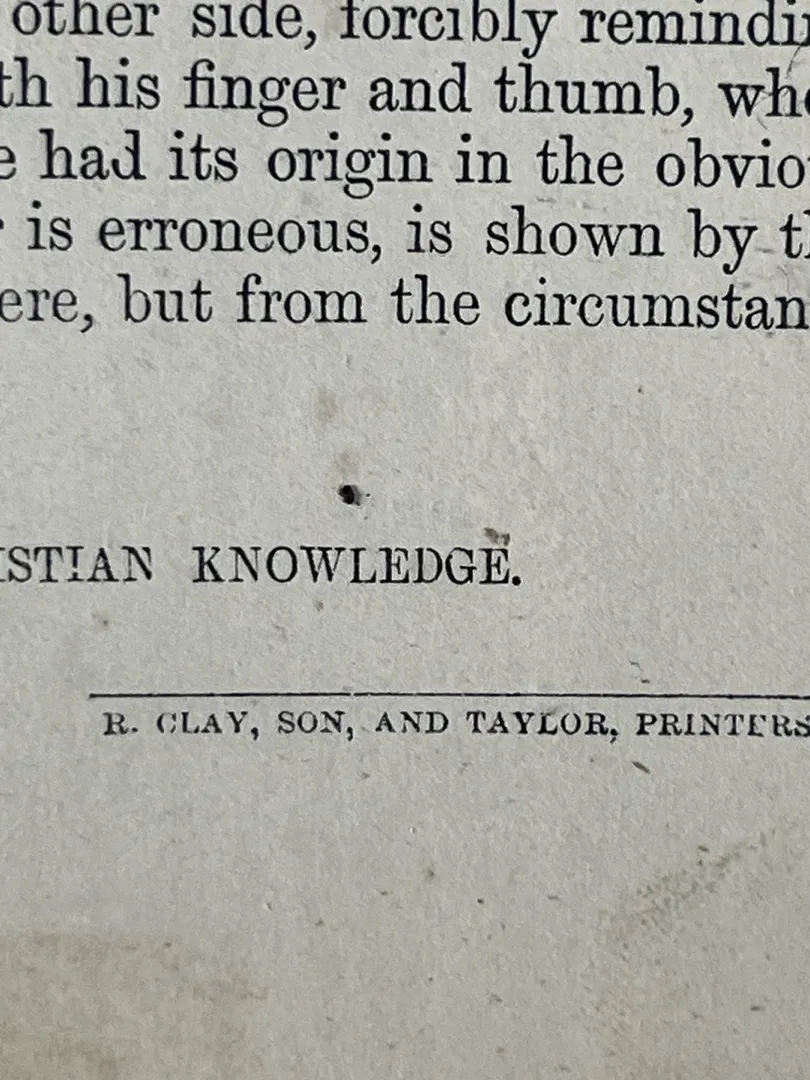 other side, forcibly remindi
th his finger and thumb, wh
e had its origin in the obvio
is erroneous, is shown by t
ere, but from the circumstan
STIAN KNOWLEDGE.
R. CLAY, SON, AND TAYLOR, PRINTERS